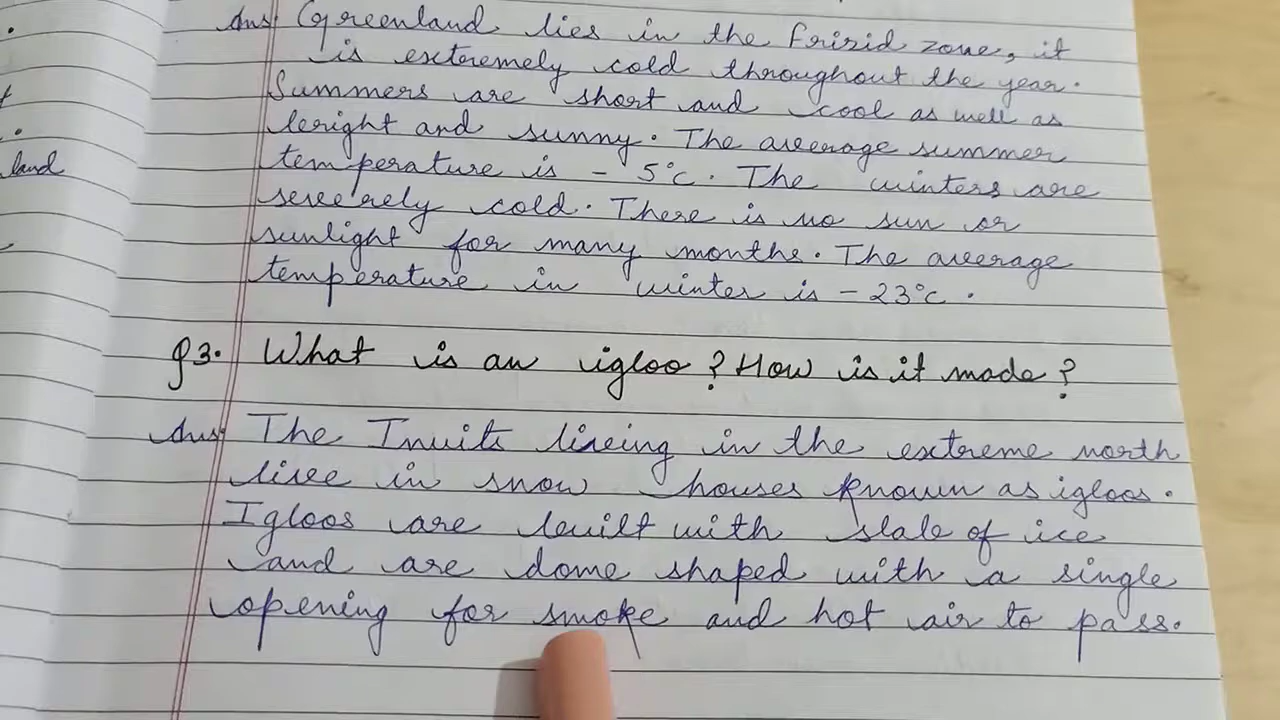 .
Ans Greenland lies in the frizid zone, it
is extremely cold throughout the year.
Summers are short and cool as well as
bright and sunny. The average summer
land
temperature is - 5°c. The winters are
severely cold. There is no sun or
sunlight for many months. The average
temperature in winter is - 23°c.
Q3. What is an igloo? How is it made?
Ans The Inuits living in the extreme north
live in snow houses known as igloos.
Igloos are built with slab of ice
and are dome shaped with a single
opening for smoke and hot air to pass.